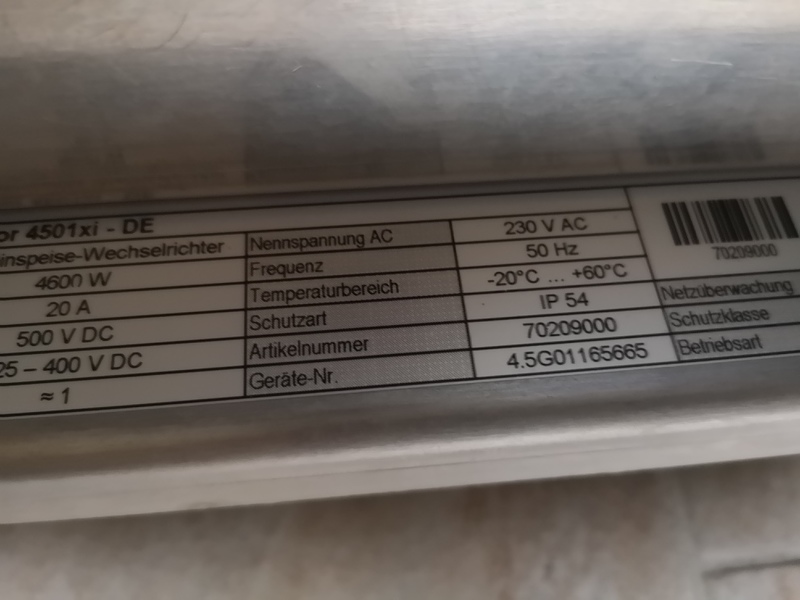 or 4501xi - DE
inspeise-Wechselrichter Nennspannung AC 230 V AC
4600 W Frequenz 50 Hz
20 A Temperaturbereich -20°C ... +60°C
500 V DC Schutzart IP 54
25 – 400 V DC Artikelnummer 70209000
≈ 1 Geräte-Nr. 4.5G01165665
70209000
Netzüberwachung
Schutzklasse
Betriebsart